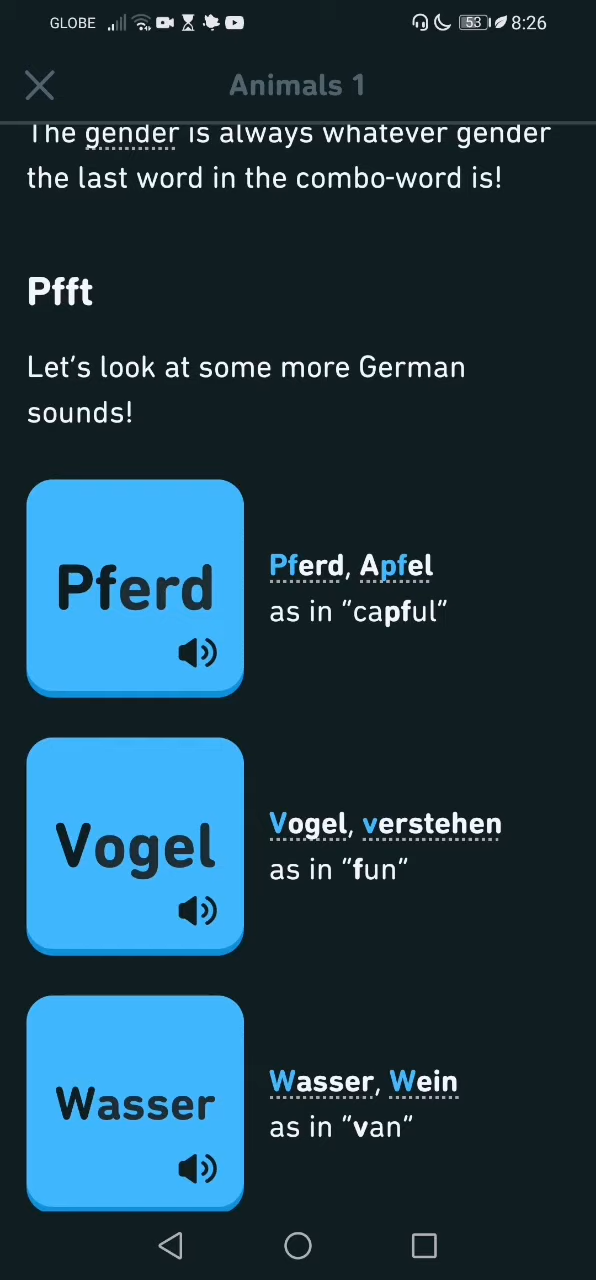 GLOBE
53
8:26
Animals 1
The gender is always whatever gender
the last word in the combo-word is!
Pfft
Let's look at some more German
sounds!
Pferd
Pferd, Apfel
as in "capful"
Vogel
Vogel, verstehen
as in "fun"
Wasser
Wasser, Wein
as in "van"